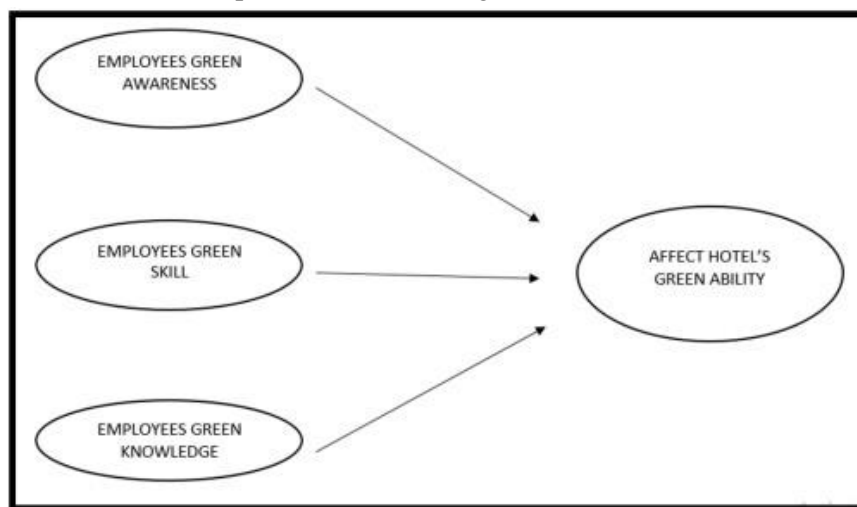 EMPLOYEES GREEN
AWARENESS
EMPLOYEES GREEN
SKILL
AFFECT HOTEL'S
GREEN ABILITY
EMPLOYEES GREEN
KNOWLEDGE